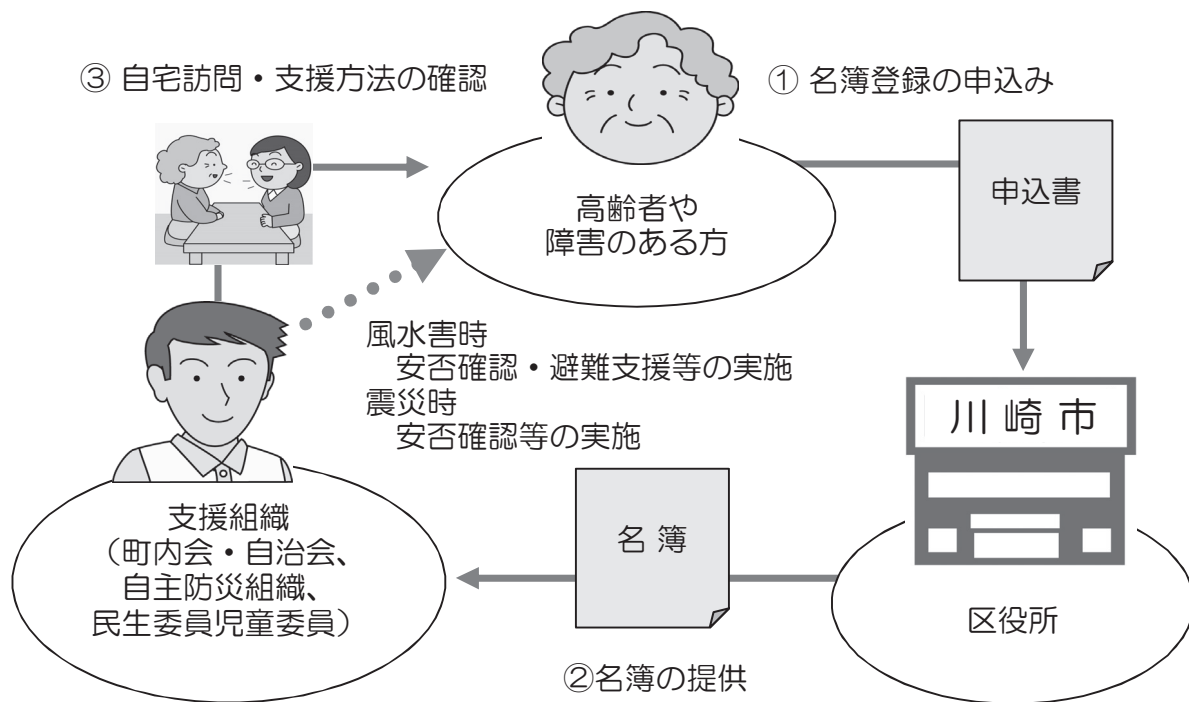 ③ 自宅訪問・支援方法の確認
① 名簿登録の申込み
申込書
高齢者や
障害のある方
風水害時
安否確認・避難支援等の実施
震災時
安否確認等の実施
川崎市
区役所
名簿
②名簿の提供
支援組織
（町内会・自治会、
自主防災組織、
民生委員児童委員）